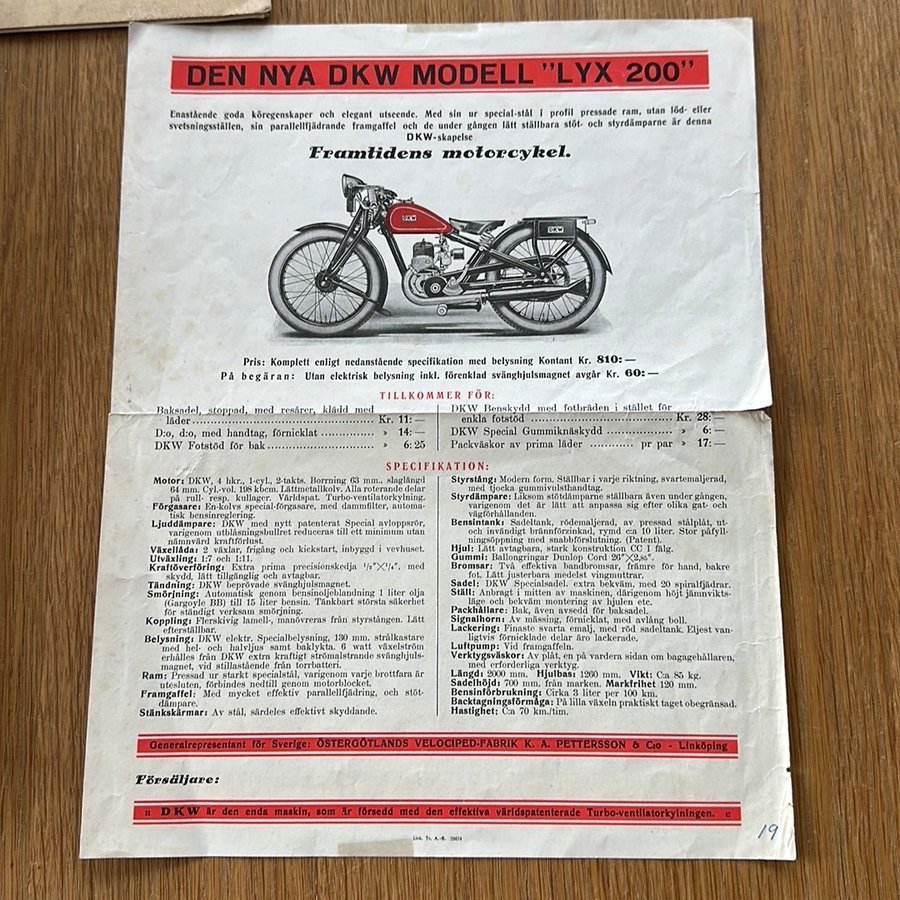 DEN NYA DKW MODELL "LYX 200"
Enastående goda köregenskaper och elegant utseende. Med sin ur special-stål I profil pressade ram, utan löd- eller
svetsningsställen, sin parallellfjädrande framgaffel och de under gången lätt ställbara stöt- och styrdämparne är denna
DKW-skapelse
Framtidens motorcykel.
DKW
DKW
Pris: Komplett enligt nedanstående specifikation med belysning Kontant Kr. 810: —
På begäran: Utan elektrisk belysning inkl. förenklad svänghjulsmagnet avgår Kr. 60: —
TILLKOMMER FÖR:
Baksadel, stoppad, med resårer, klädd med
läder Kr. 11: —
D:o, d:o, med handtag, förnicklat » 14: —
DKW Fotstöd för bak » 6: 25
DKW Benskydd med fotbräden i stället för
enkla fotstöd Kr. 28: —
DKW Special Gummiknäskydd » 6: —
Packväskor av prima läder pr par » 17: —
SPECIFIKATION:
Motor: DKW, 4 hkr., 1-cyl., 2-takts. Borrning 63 mm., slaglängd
64 mm. Cyl.-vol. 198 kbcm. Lättmetallkolv. Alla roterande delar
på rull- resp. kullager. Världspat. Turbo-ventilatorkylning.
Förgasare: En-kolvs special-förgasare, med dammfilter, automa-
tisk bensinreglering.
Ljuddämpare: DKW med nytt patenterat Special avloppsrör,
varigenom utblåsningsbullret reduceras till ett minimum utan
nämnvärd kraftförlust.
Växellåda: 2 växlar, frigång och kickstart, inbyggd i vevhuset.
Utväxling: 1:7 och 1:11.
Kraftöverföring: Extra prima precisionskedja 1/2"×1/4". med
skydd, lätt tillgänglig och avtagbar.
Tändning: DKW beprövade svänghjulsmagnet.
Smörjning: Automatisk genom bensinoljeblandning 1 liter olja
(Gargoyle BB) till 15 liter bensin. Tänkbart största säkerhet
för ständigt verksam smörjning.
Koppling: Flerskivig lamell-, manövreras från styrstången. Lätt
efterställbar.
Belysning: DKW elektr. Specialbelysning, 130 mm. strålkastare
med hel- och halvljus samt baklykta. 6 watt växelström
erhålles från DKW extra kraftigt strömalstrande svänghjuls-
magnet, vid stillastående från torrbatteri.
Ram: Pressad ur starkt specialstål, varigenom varje brottfara är
utesluten, förbindes nedtill genom motorblocket.
Framgaffel: Med mycket effektiv parallellfjädring, och stöt-
dämpare.
Stänkskärmar: Av stål, särdeles effektivt skyddande.
Styrstång: Modern form. Ställbar i varje riktning, svartemaljerad,
med tjocka gummivulsthandtag.
Styrdämpare: Liksom stötdämparne ställbara även under gången,
varigenom det är lätt att anpassa sig efter olika gat- och
vägförhållanden.
Bensintank: Sadeltank, rödemaljerad, av pressad stålplåt, ut-
och invändigt brännförzinkad, rymd ca 10 liter. Stort påfyll-
ningsöppning med snabbförslutning. (Patent).
Hjul: Lätt avtagbara, stark konstruktion CC I fälg.
Gummi: Ballongringar Dunlop Cord 26"×2,85".
Bromsar: Två effektiva bandbromsar, främre för hand, bakre
fot. Lätt justerbara medelst vingmuttrar.
Sadel: DKW Specialsadel. extra bekväm, med 20 spiralfjädrar.
Ställ: Anbragt i mitten av maskinen, därigenom höjt jämnvikts-
läge och bekväm montering av hjulen etc.
Packhållare: Bak, även avsedd för baksadel.
Signalhorn: Av mässing, förnicklat, med avlång boll.
Lackering: Finaste svarta emalj, med röd sadeltank. Eljest van-
ligtvis förnicklade delar äro lackerade.
Luftpump: Vid framgaffeln.
Verktygsväskor: Av plåt, en på vardera sidan om bagagehållaren,
med erforderliga verktyg.
Längd: 2000 mm. Hjulbas: 1260 mm. Vikt: C:a 85 kg.
Sadelhöjd: 700 mm. från marken. Markfrihet 120 mm.
Bensinförbrukning: Cirka 3 liter per 100 km.
Backtagningsförmåga: På lilla växeln praktiskt taget obegränsad.
Hastighet: C:a 70 km./tim.
Generalrepresentant för Sverige: ÖSTERGÖTLANDS VELOCIPED-FABRIK K. A. PETTERSSON & C:o - Linköping
Försäljare:
DKW är den enda maskin, som är försedd med den effektiva världspatenterade Turbo-ventilatorkylningen.
Link. Tr. A.-B. 29674
19